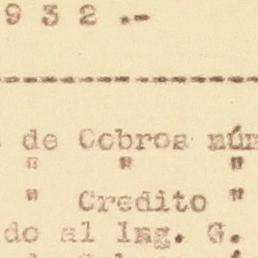 932.-
de Cobros núm
" " "
" Credito "
do al Ing. G.